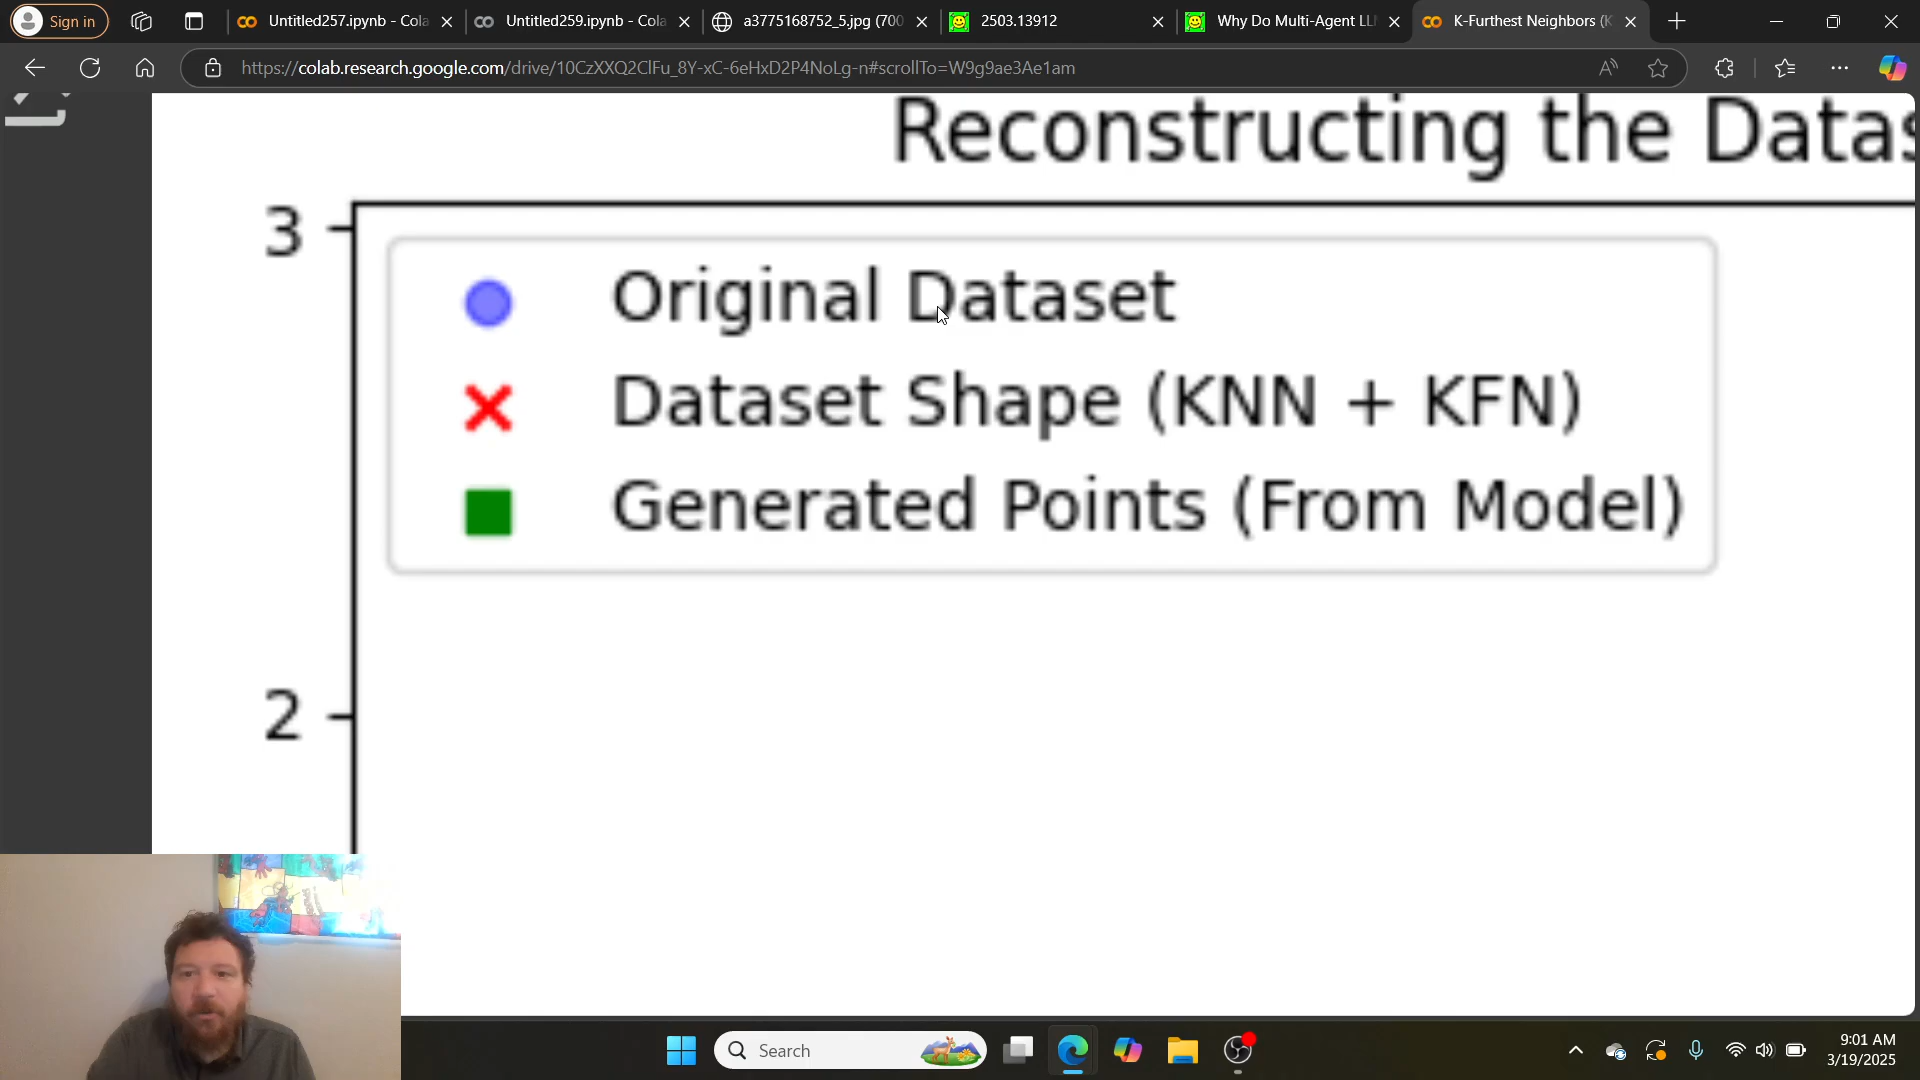 Sign in
Untitled257.ipynb - Cola
Untitled259.ipynb - Cola
a3775168752_5.jpg (700
2503.13912
Why Do Multi-Agent LL
K-Furthest Neighbors (K
https://colab.research.google.com/drive/10CzXXQ2ClFu_8Y-xC-6eHxD2P4NoLg-n#scrollTo=W9g9ae3Ae1am
Reconstructing the Datas
3
Original Dataset
Dataset Shape (KNN + KFN)
Generated Points (From Model)
2
Search
9:01 AM
3/19/2025